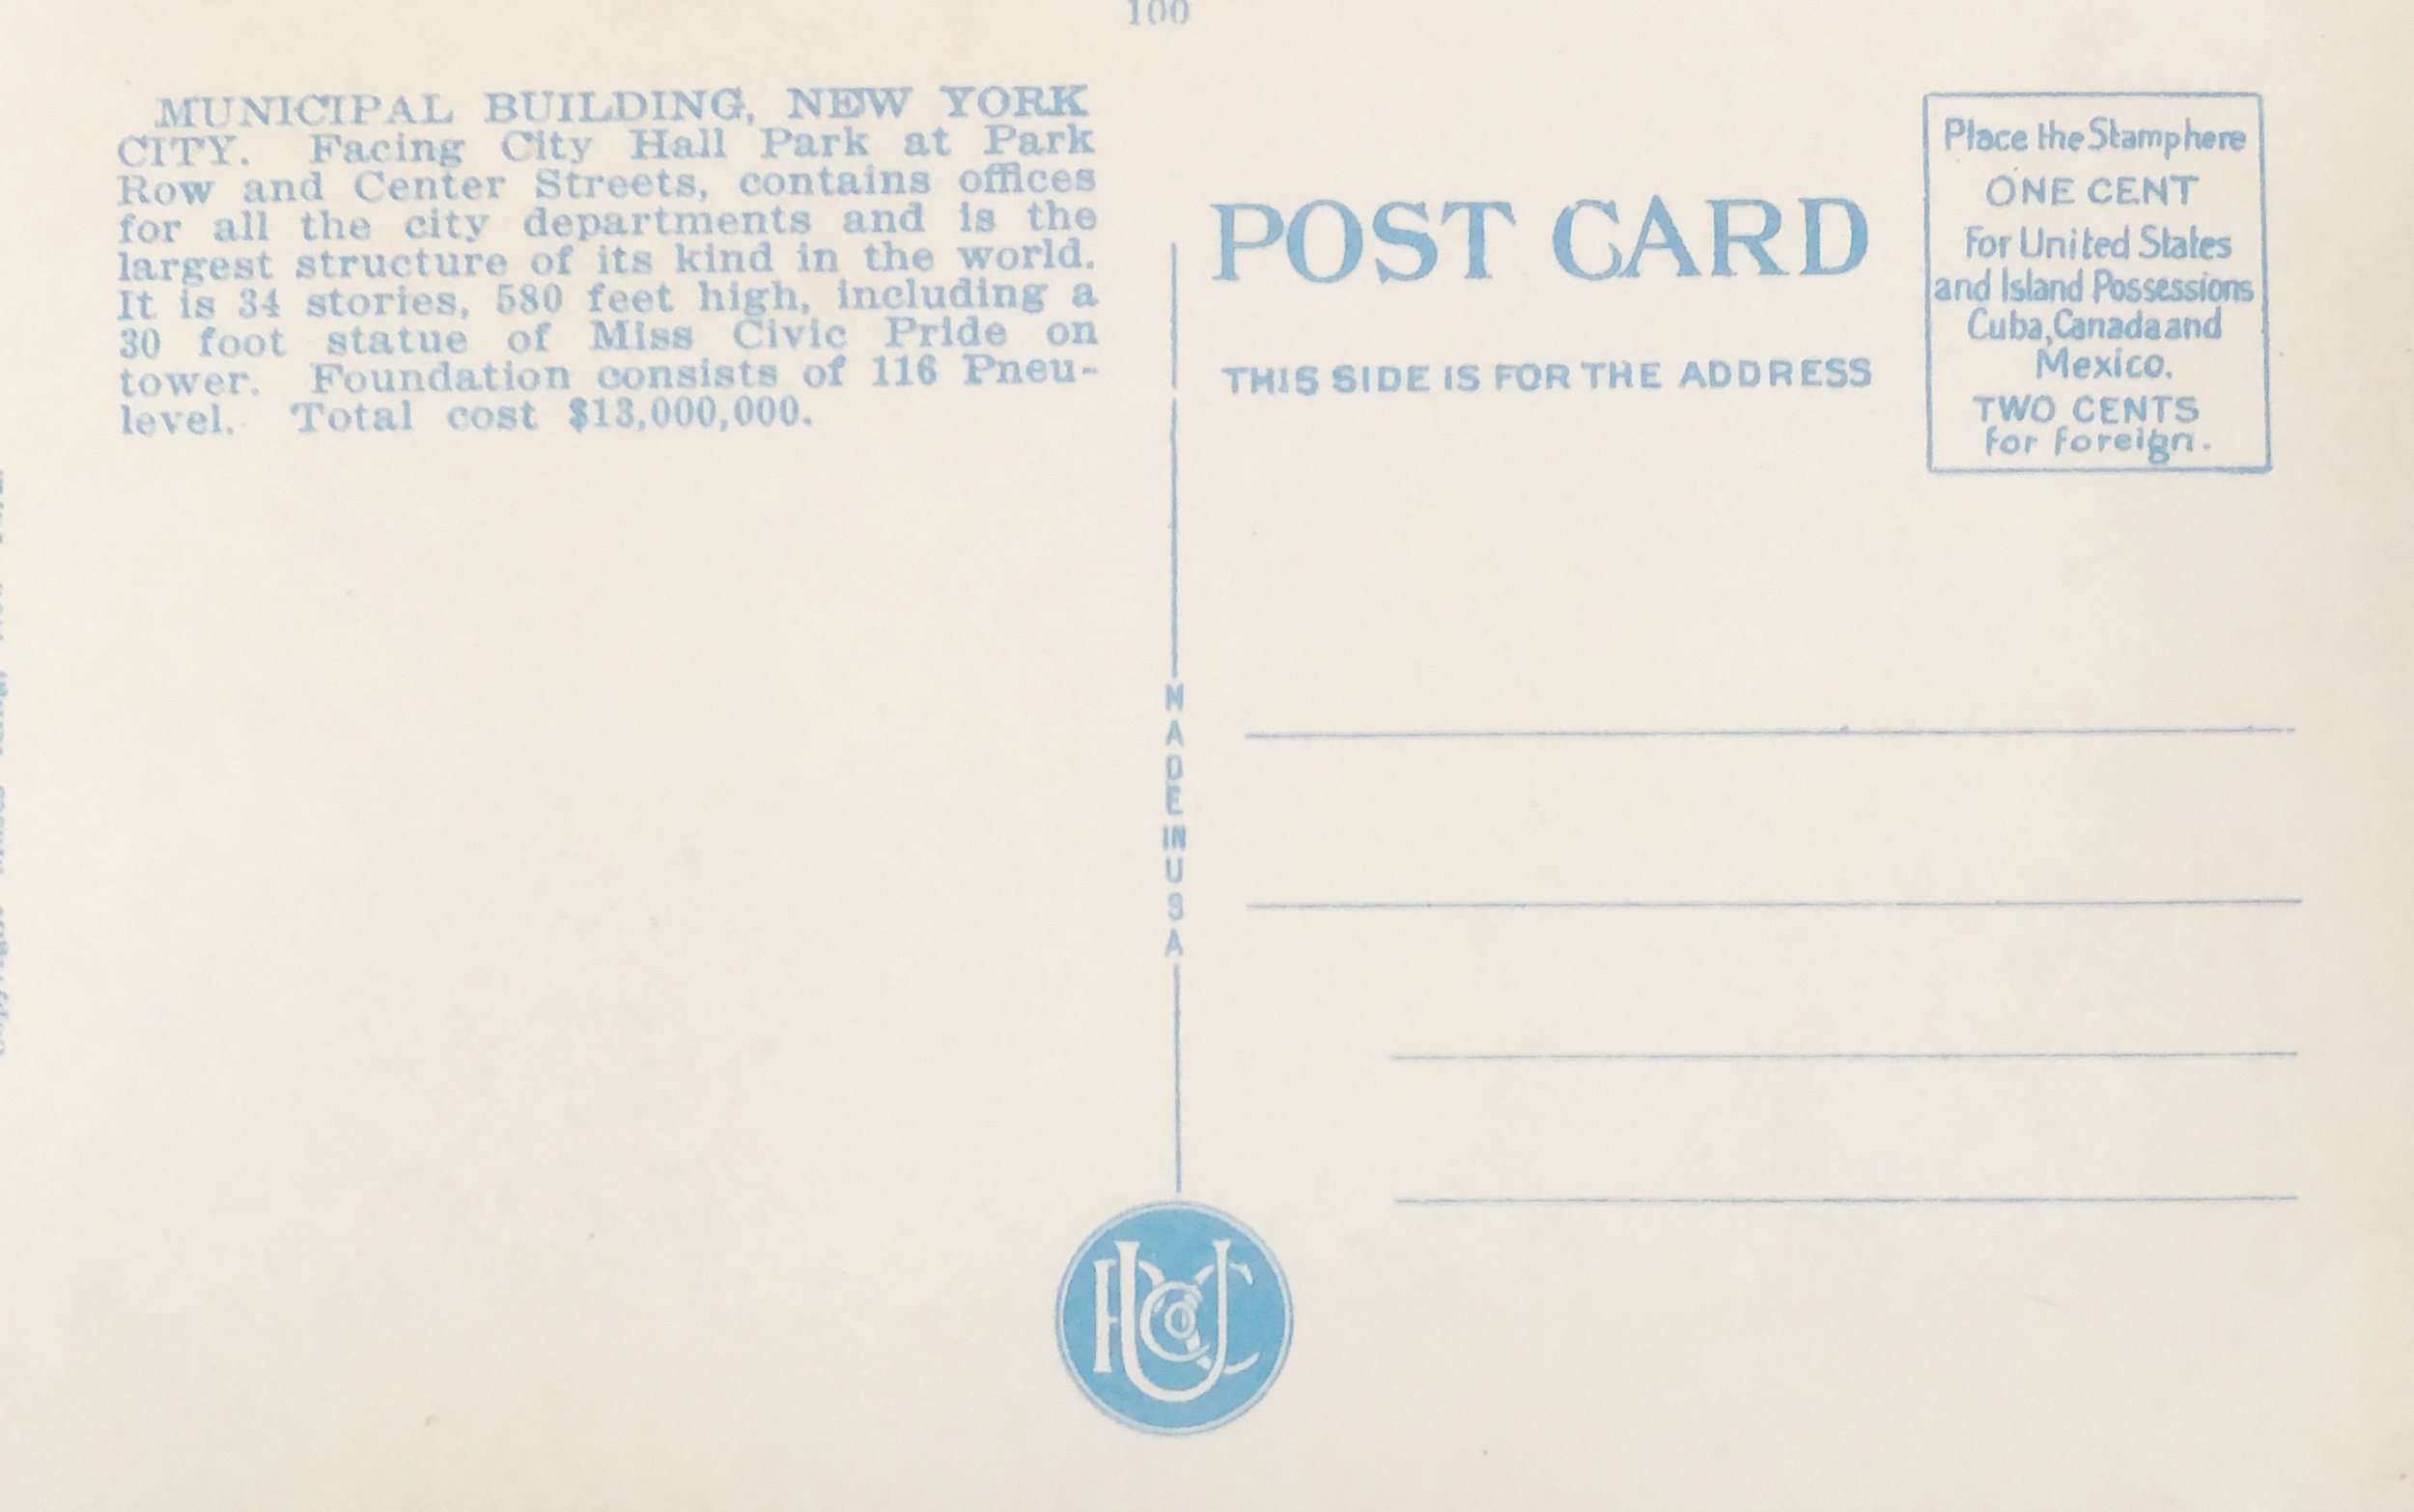 100
MUNICIPAL BUILDING, NEW YORK
CITY. Facing City Hall Park at Park
Row and Center Streets, contains offices
for all the city departments and is the
largest structure of its kind in the world.
It is 34 stories, 580 feet high, including a
30 foot statue of Miss Civic Pride on
tower. Foundation consists of 116 Pneu-
level. Total cost $13,000,000.
POST CARD
THIS SIDE IS FOR THE ADDRESS
Place the Stamp here
ONE CENT
For United States
and Island Possessions
Cuba, Canada and
Mexico.
TWO CENTS
For Foreign.
MADE IN USA